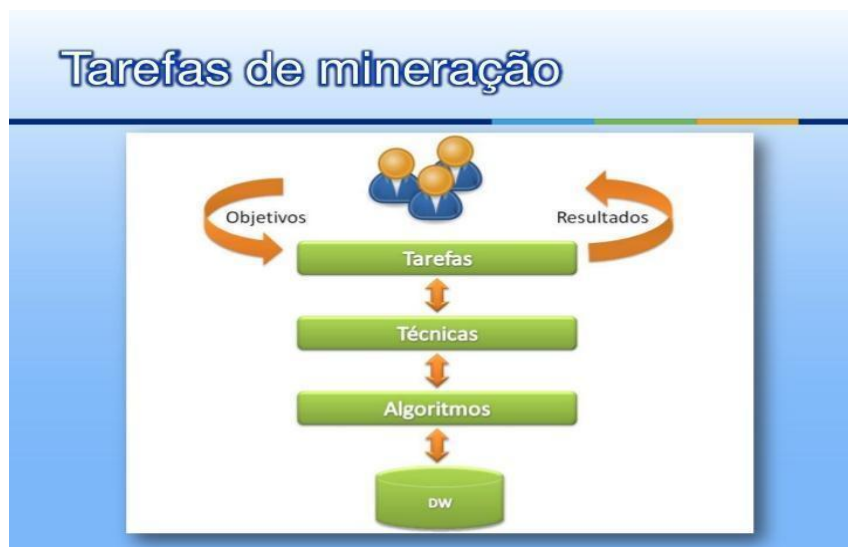 Tarefas de mineração
Objetivos
Resultados
Tarefas
Técnicas
Algoritmos
DW